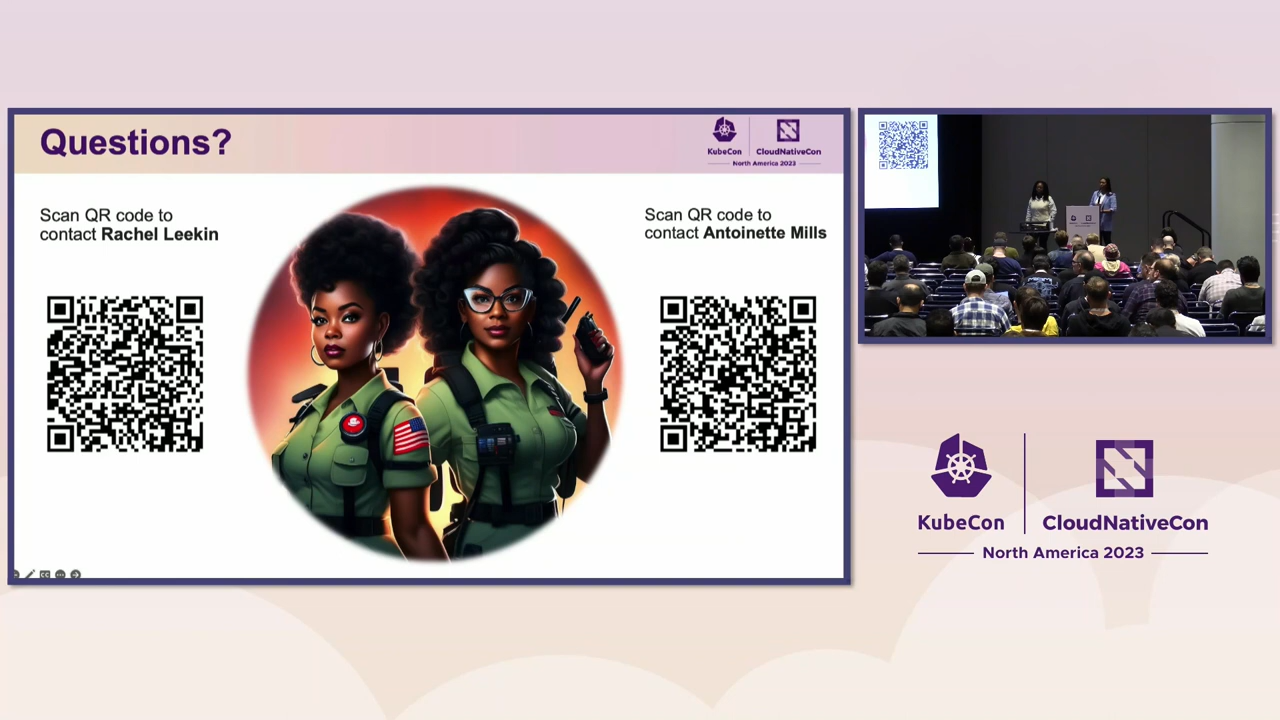 Questions?
KubeCon
CloudNativeCon
North America 2023
Scan QR code to
contact Rachel Leekin
Scan QR code to
contact Antoinette Mills
KubeCon
CloudNativeCon
North America 2023